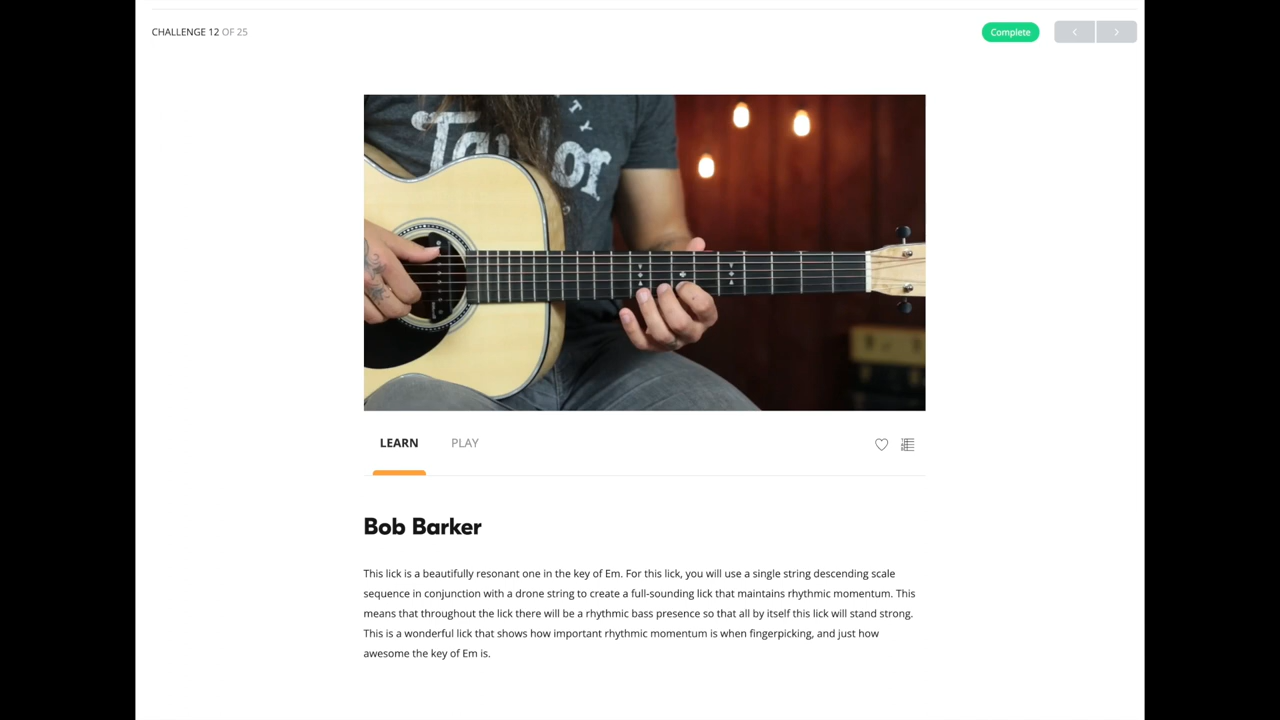 CHALLENGE 12 OF 25
Complete
Taylor
LEARN
PLAY
Bob Barker
This lick is a beautifully resonant one in the key of Em. For this lick, you will use a single string descending scale
sequence in conjunction with a drone string to create a full-sounding lick that maintains rhythmic momentum. This
means that throughout the lick there will be a rhythmic bass presence so that all by itself this lick will stand strong.
This is a wonderful lick that shows how important rhythmic momentum is when fingerpicking, and just how
awesome the key of Em is.